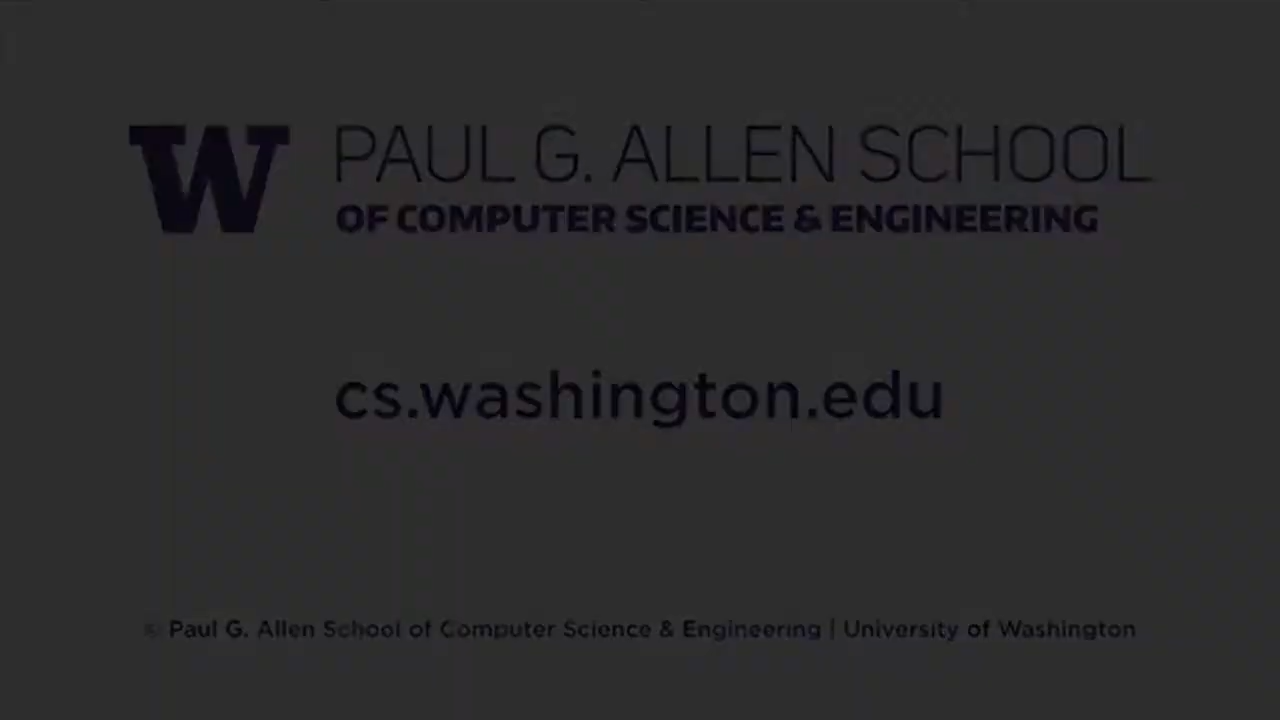 W PAUL G. ALLEN SCHOOL
OF COMPUTER SCIENCE & ENGINEERING
cs.washington.edu
© Paul G. Allen School of Computer Science & Engineering | University of Washington